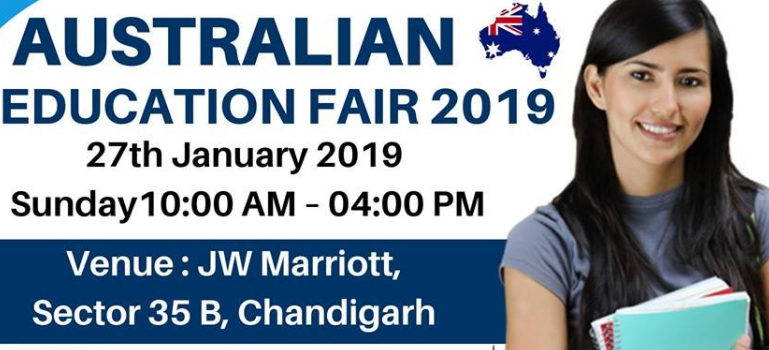 AUSTRALIAN
EDUCATION FAIR 2019
27th January 2019
Sunday10:00 AM – 04:00 PM
Venue : JW Marriott,
Sector 35 B, Chandigarh